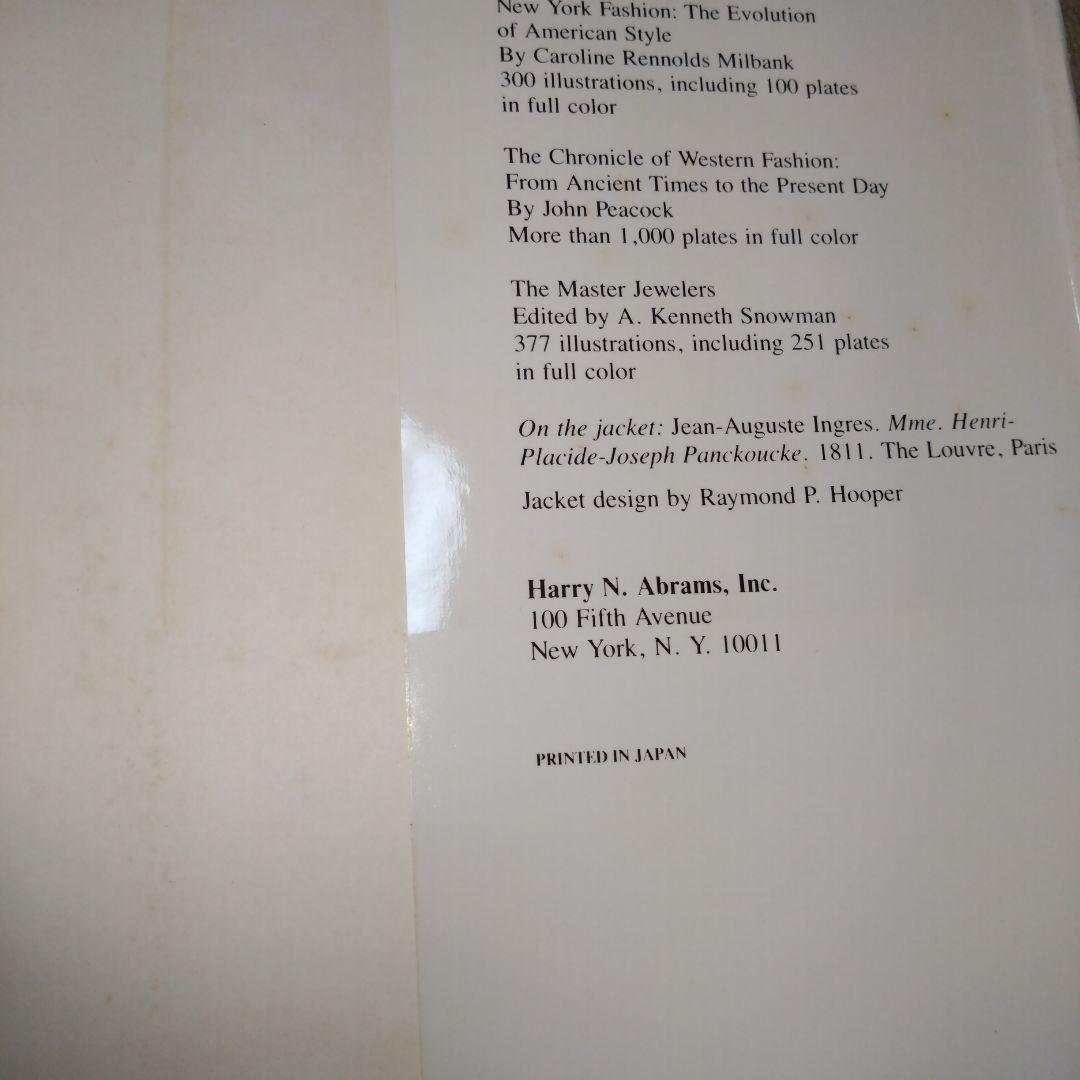 New York Fashion: The Evolution
of American Style
By Caroline Rennolds Milbank
300 illustrations, including 100 plates
in full color
The Chronicle of Western Fashion:
From Ancient Times to the Present Day
By John Peacock
More than 1,000 plates in full color
The Master Jewelers
Edited by A. Kenneth Snowman
377 illustrations, including 251 plates
in full color
On the jacket: Jean-Auguste Ingres. Mme. Henri-
Placide-Joseph Panckoucke. 1811. The Louvre, Paris
Jacket design by Raymond P. Hooper
Harry N. Abrams, Inc.
100 Fifth Avenue
New York, N. Y. 10011
PRINTED IN JAPAN